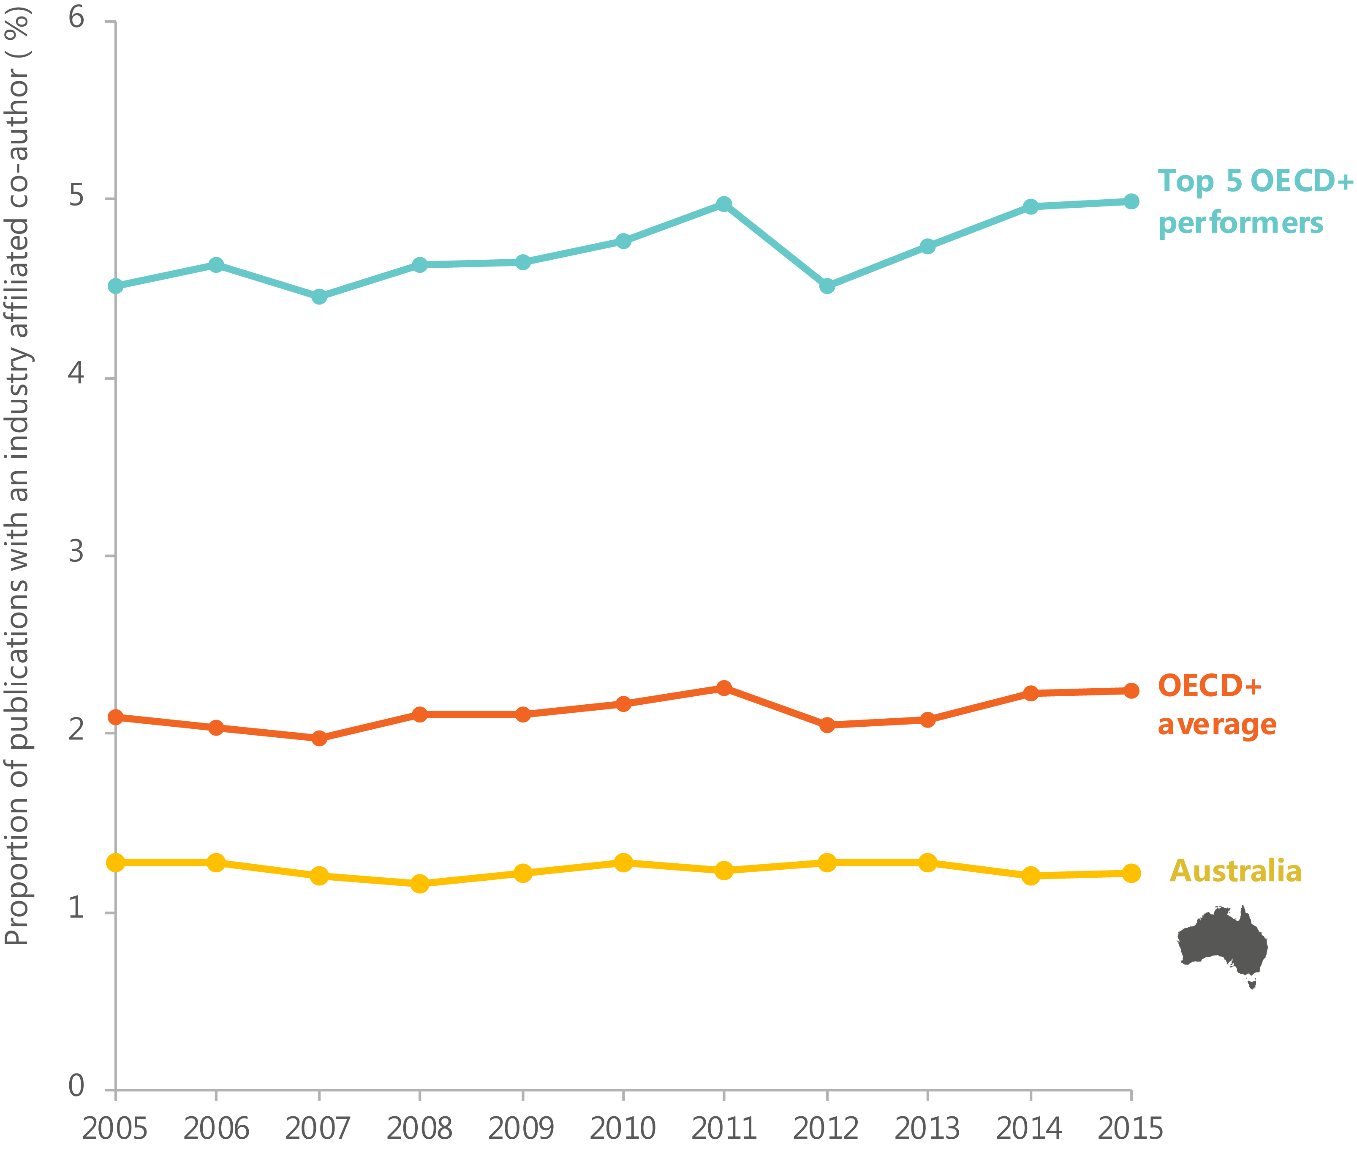 Proportion of publications with an industry affiliated co-author ( %)
6
5
4
3
2
1
0
Top 5 OECD+
performers
OECD+
average
Australia
2005 2006 2007 2008 2009 2010 2011 2012 2013 2014 2015